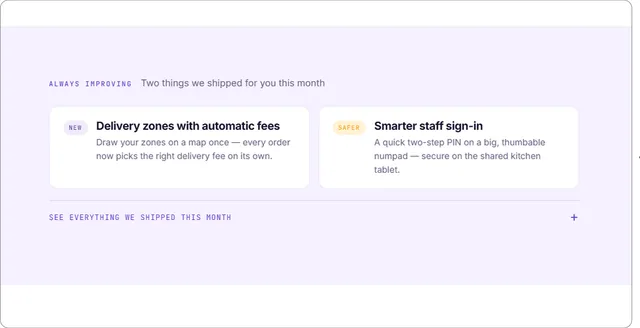 ALWAYS IMPROVING Two things we shipped for you this month
NEW Delivery zones with automatic fees
Draw your zones on a map once — every order
now picks the right delivery fee on its own.
SAFER Smarter staff sign-in
A quick two-step PIN on a big, thumbable
numpad — secure on the shared kitchen
tablet.
SEE EVERYTHING WE SHIPPED THIS MONTH +